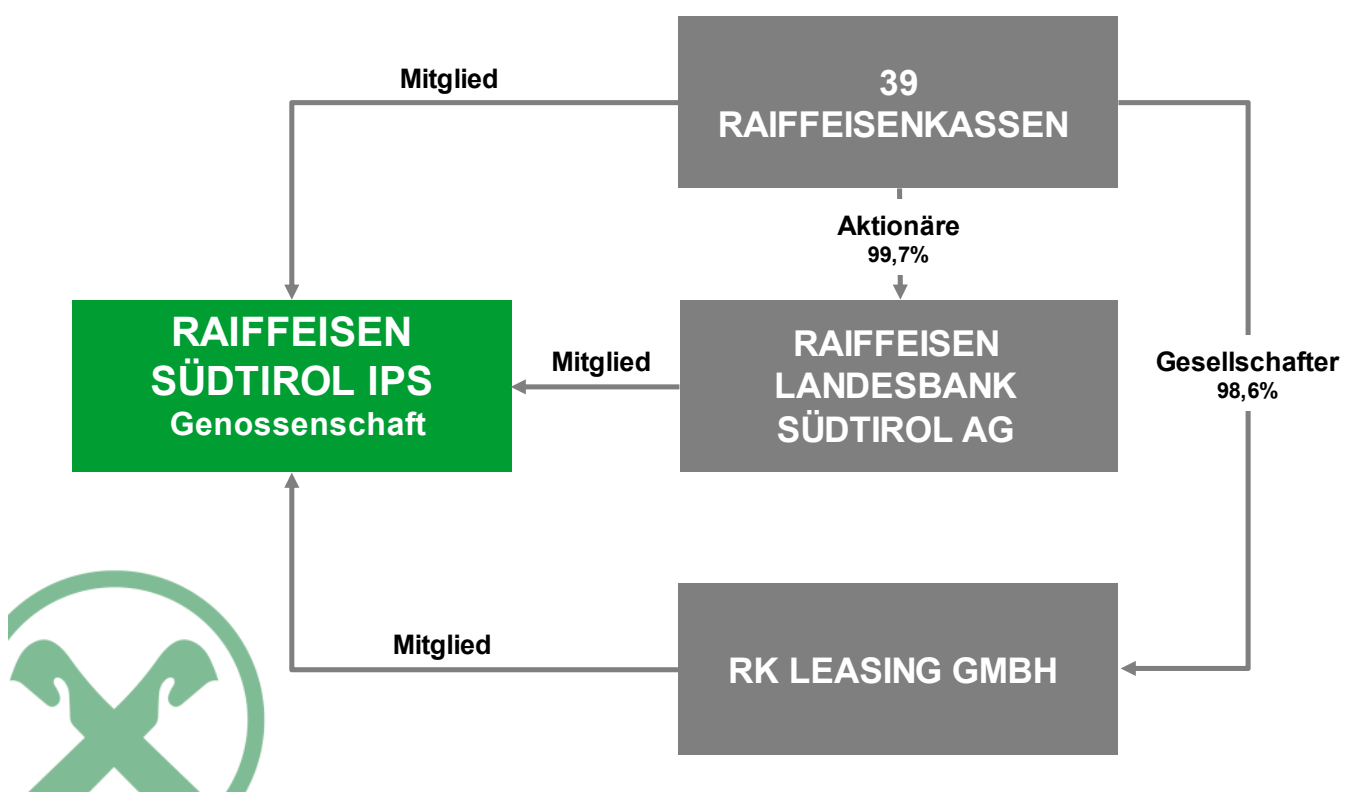 Mitglied
39
RAIFFEISENKASSEN
Aktionäre
99,7%
RAIFFEISEN
SÜDTIROL IPS
Genossenschaft
Mitglied
RAIFFEISEN
LANDESBANK
SÜDTIROL AG
Gesellschafter
98,6%
Mitglied
RK LEASING GMBH